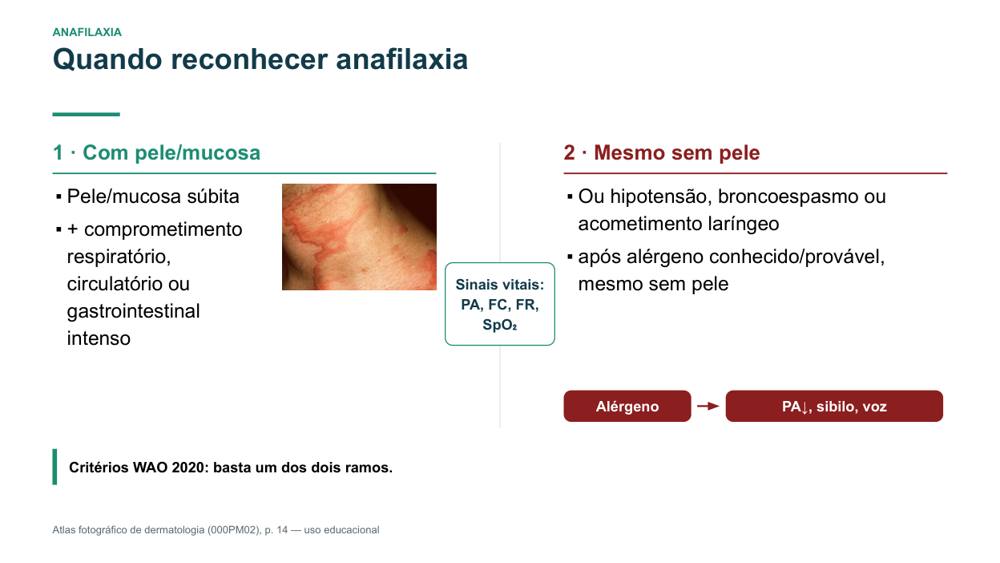 ANAFILAXIA
Quando reconhecer anafilaxia
1 · Com pele/mucosa
▪ Pele/mucosa súbita
▪ + comprometimento
respiratório,
circulatório ou
gastrointestinal
intenso
Sinais vitais:
PA, FC, FR,
SpO₂
2 · Mesmo sem pele
▪ Ou hipotensão, broncoespasmo ou
acometimento laríngeo
▪ após alérgeno conhecido/provável,
mesmo sem pele
Alérgeno
PA↓, sibilo, voz
Critérios WAO 2020: basta um dos dois ramos.
Atlas fotográfico de dermatologia (000PM02), p. 14 — uso educacional